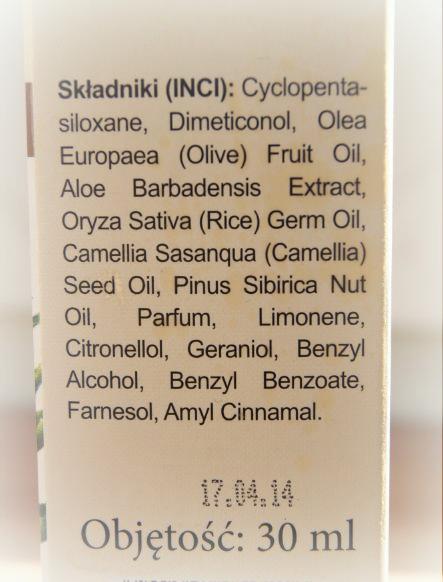 Składniki (INCI): Cyclopenta-
siloxane, Dimeticonol, Olea
Europaea (Olive) Fruit Oil,
Aloe Barbadensis Extract,
Oryza Sativa (Rice) Germ Oil,
Camellia Sasanqua (Camellia)
Seed Oil, Pinus Sibirica Nut
Oil, Parfum, Limonene,
Citronellol, Geraniol, Benzyl
Alcohol, Benzyl Benzoate,
Farnesol, Amyl Cinnamal.
17.04.14
Objętość: 30 ml